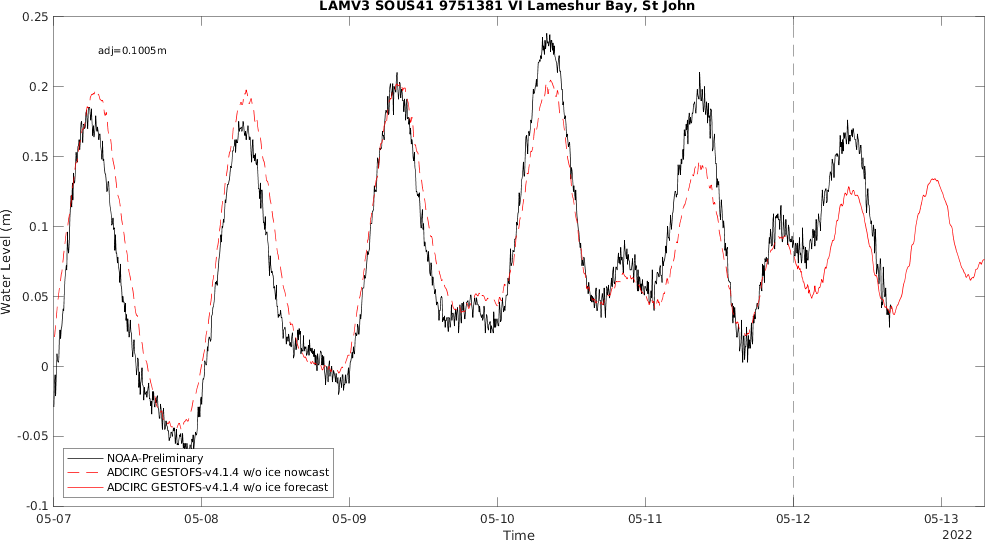 LAMV3 SOUS41 9751381 VI Lameshur Bay, St John
adj=0.1005m
0.25
0.2
0.15
0.1
0.05
0
-0.05
-0.1
Water Level (m)
NOAA-Preliminary
ADCIRC GESTOFS-v4.1.4 w/o ice nowcast
ADCIRC GESTOFS-v4.1.4 w/o ice forecast
05-07 05-08 05-09 05-10 05-11 05-12 05-13
Time
2022